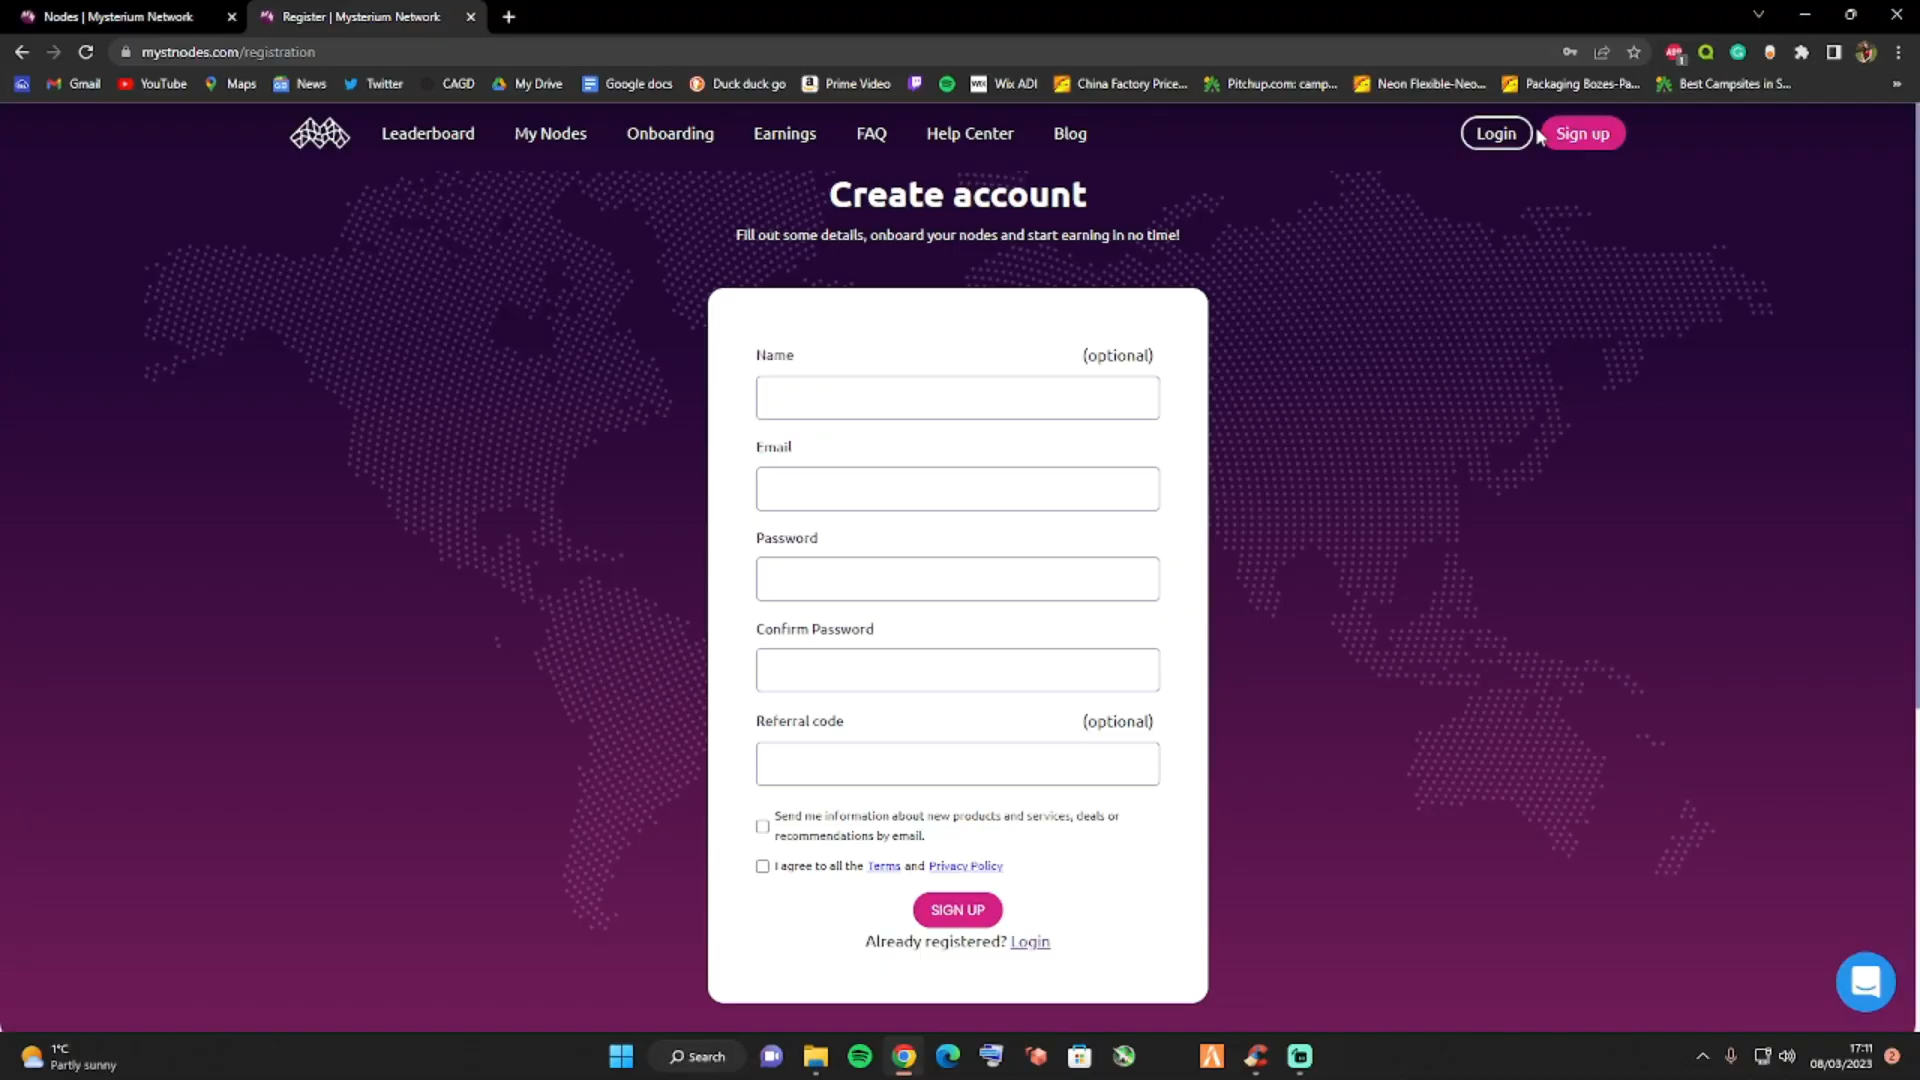 Nodes | Mysterium Network
Register | Mysterium Network
mystnodes.com/registration
Gmail YouTube Maps News Twitter CAGD My Drive Google docs Duck duck go Prime Video Wix ADI China Factory Price... Pitchup.com: camp... Neon Flexible-Neo... Packaging Bozes-Pa... Best Campsites in S... »
Leaderboard My Nodes Onboarding Earnings FAQ Help Center Blog Login Sign up
Create account
Fill out some details, onboard your nodes and start earning in no time!
Name (optional)
Email
Password
Confirm Password
Referral code (optional)
Send me information about new products and services, deals or
recommendations by email.
I agree to all the Terms and Privacy Policy
SIGN UP
Already registered? Login
1°C
Partly sunny
Search
17:11
08/03/2023
2